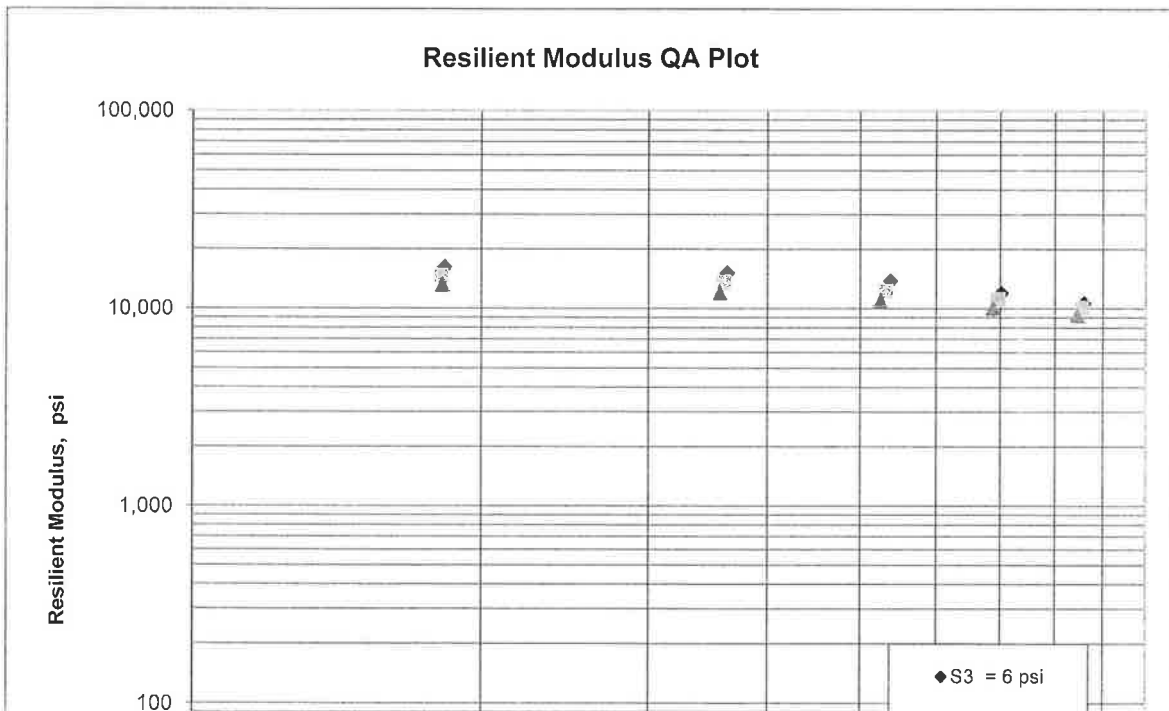 Resilient Modulus QA Plot
100,000
10,000
1,000
100
Resilient Modulus, psi
S3 = 6 psi